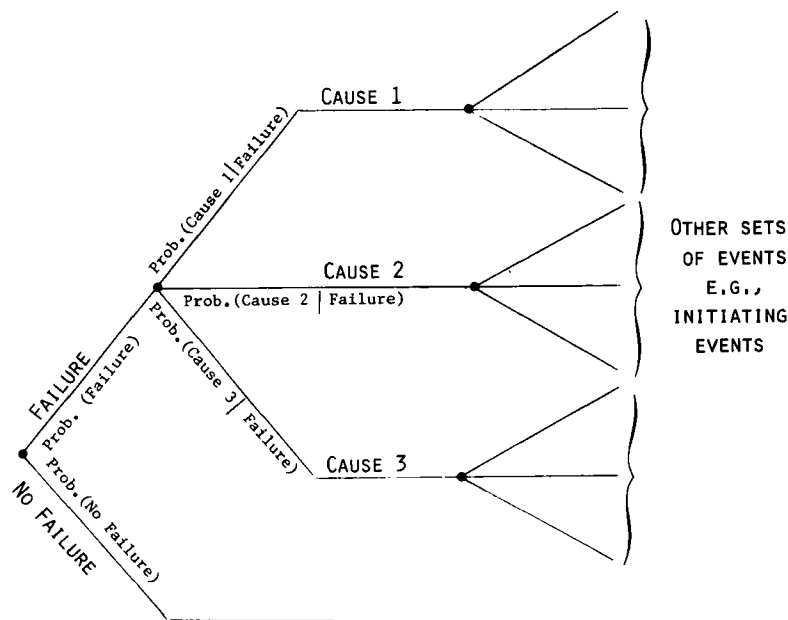 CAUSE 1
Prob.(Cause 1|Failure)
CAUSE 2
Prob.(Cause 2 | Failure)
Prob.(Cause 3| Failure)
CAUSE 3
FAILURE
Prob. (Failure)
Prob.(No Failure)
NO FAILURE
OTHER SETS
OF EVENTS
E.G.,
INITIATING
EVENTS